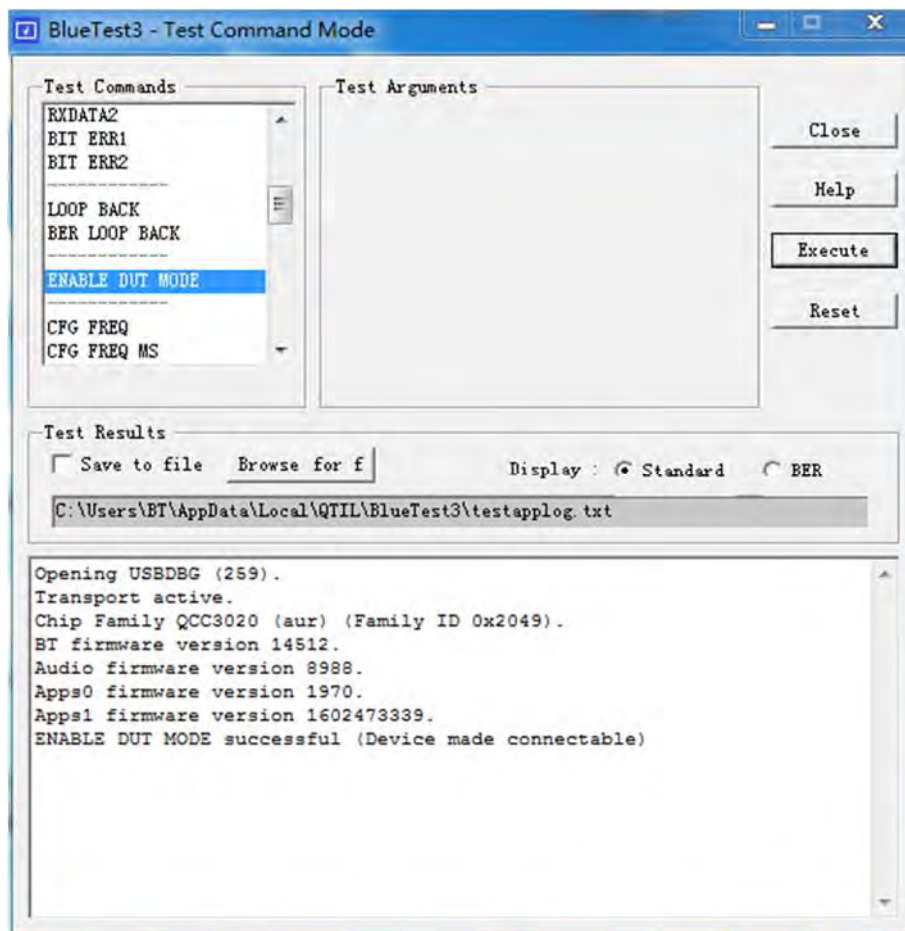 BlueTest3 - Test Command Mode
Test Commands
RXDATA2
BIT ERR1
BIT ERR2
------------
LOOP BACK
BER LOOP BACK
------------
ENABLE DUT MODE
------------
CFG FREQ
CFG FREQ MS
Test Arguments
Close
Help
Execute
Reset
Test Results
Save to file Browse for f Display : Standard BER
C:\Users\BT\AppData\Local\QTIL\BlueTest3\testapplog.txt
Opening USBDBG (259).
Transport active.
Chip Family QCC3020 (aur) (Family ID 0x2049).
BT firmware version 14512.
Audio firmware version 8988.
Apps0 firmware version 1970.
Apps1 firmware version 1602473339.
ENABLE DUT MODE successful (Device made connectable)